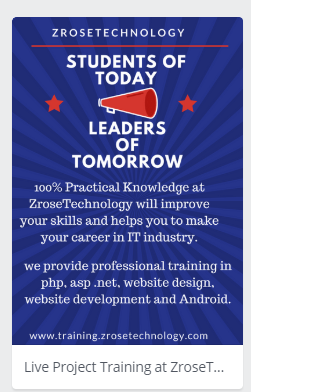 ZROSETECHNOLOGY
STUDENTS OF
TODAY
LEADERS
OF
TOMORROW
100% Practical Knowledge at
ZroseTechnology will improve
your skills and helps you to make
your career in IT industry.
we provide professional training in
php, asp .net, website design,
website development and Android.
www.training.zrosetechnology.com
Live Project Training at ZroseT...